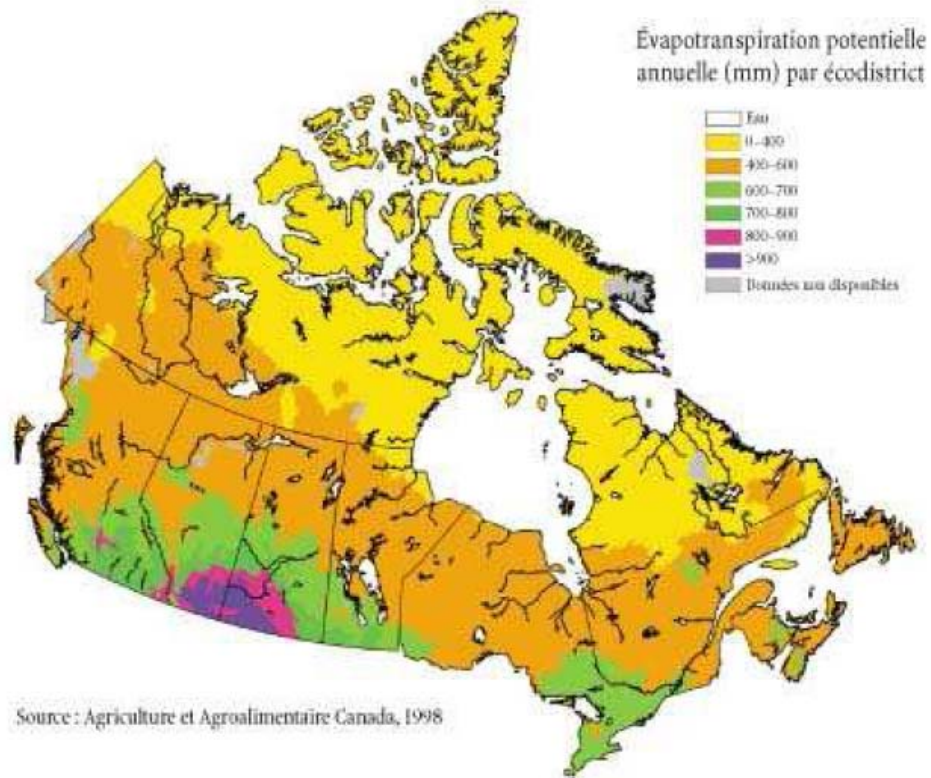 Évapotranspiration potentielle
annuelle (mm) par écodistrict
Eau
0–400
400–600
600–700
700–800
800–900
>900
Données non disponibles
Source : Agriculture et Agroalimentaire Canada, 1998